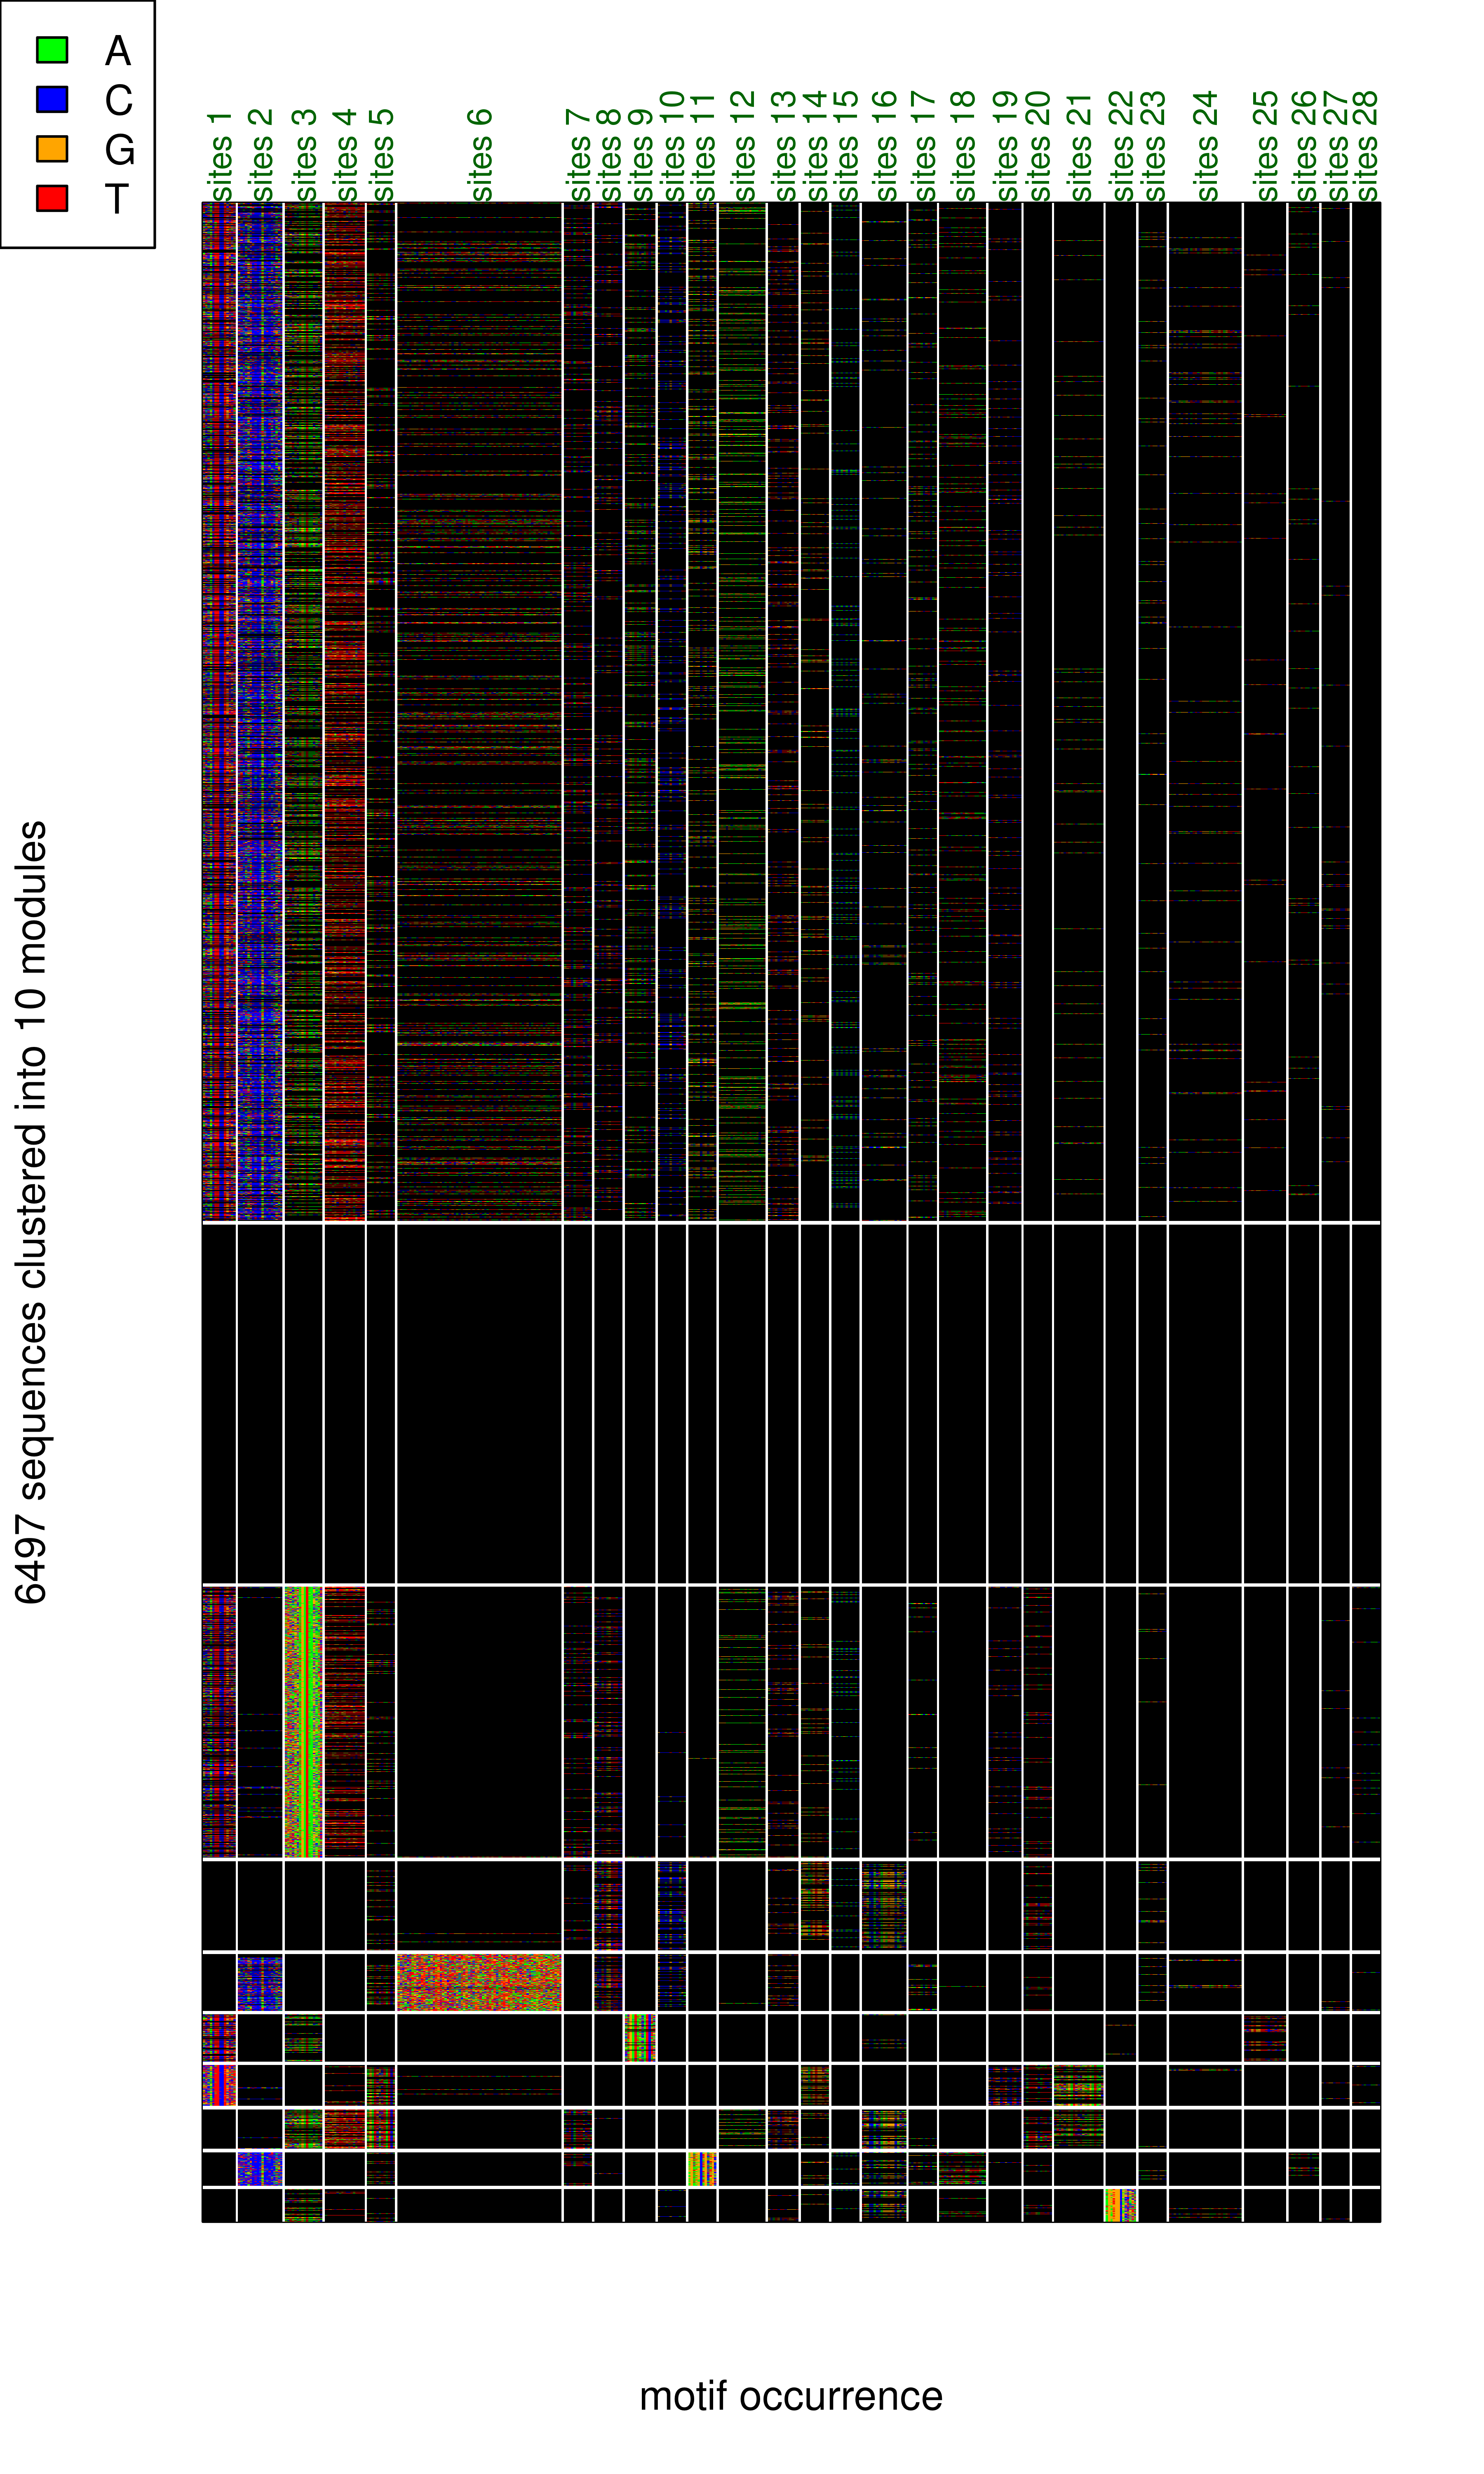 A
C
G
T
sites 1
sites 2
sites 3
sites 4
sites 5
sites 6
sites 7
sites 8
sites 9
sites 10
sites 11
sites 12
sites 13
sites 14
sites 15
sites 16
sites 17
sites 18
sites 19
sites 20
sites 21
sites 22
sites 23
sites 24
sites 25
sites 26
sites 27
sites 28
6497 sequences clustered into 10 modules
motif occurrence